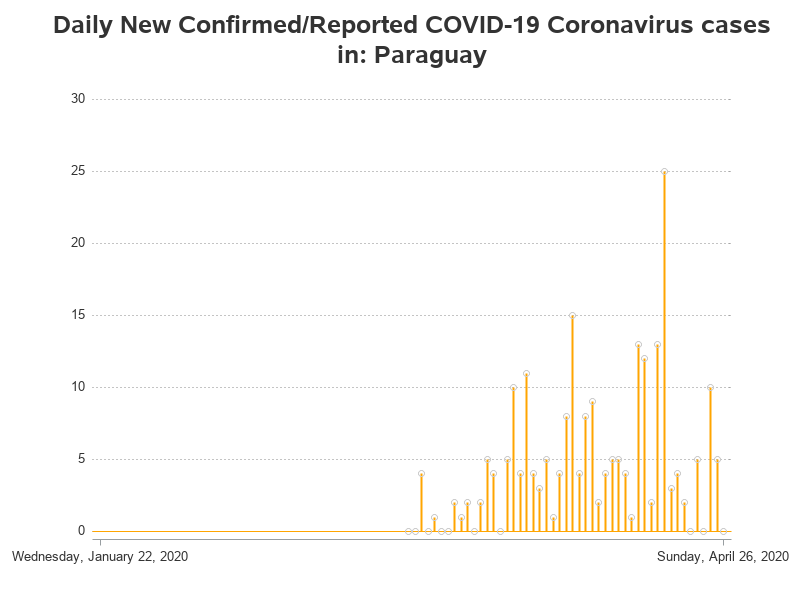 Daily New Confirmed/Reported COVID-19 Coronavirus cases
in: Paraguay
30
25
20
15
10
5
0
Wednesday, January 22, 2020
Sunday, April 26, 2020